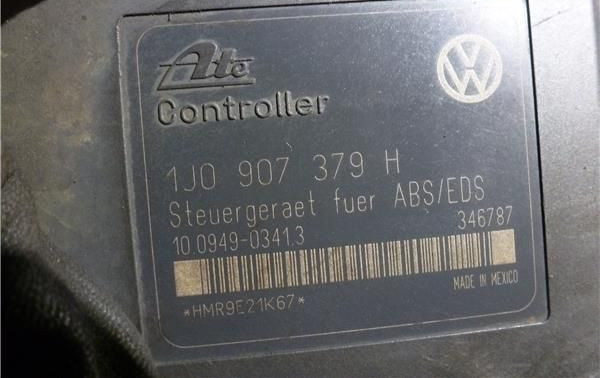 Ate
Controller
1J0 907 379 H
Steuergeraet fuer ABS/EDS
10.0949-0341.3
346787
MADE IN MEXICO
*HMR9E21K67*